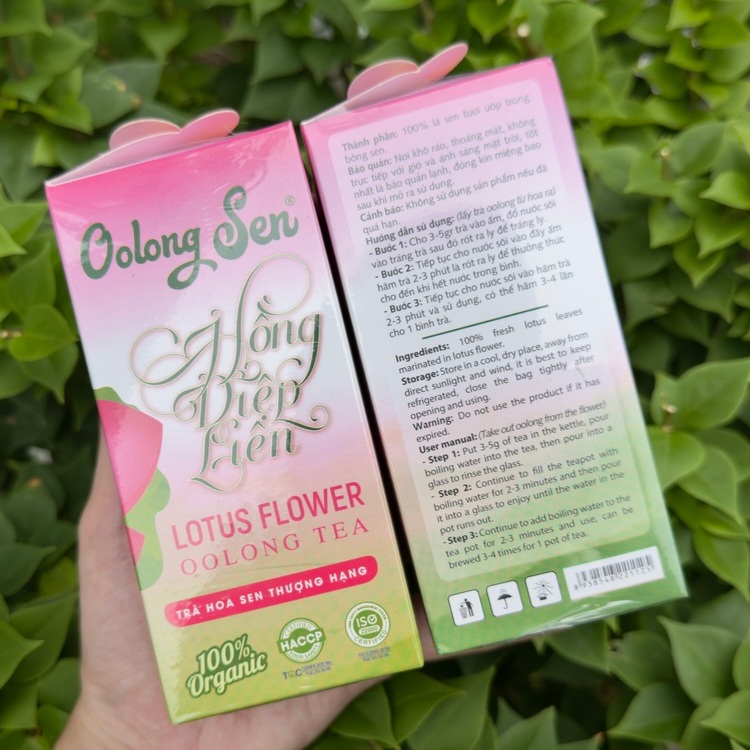 Oolong Sen®
Hồng
Diệp
Liên
LOTUS FLOWER
OOLONG TEA
TRÀ HOA SEN THƯỢNG HẠNG
100%
Organic
CERTIFIED
HACCP
ISO
22000
CERTIFIED
Thành phần: 100% lá sen tươi ướp trong
bông sen.
Bảo quản: Nơi khô ráo, thoáng mát, không
trực tiếp với gió và ánh sáng mặt trời, tốt
nhất là bảo quản lạnh, đóng kín miệng bao
sau khi mở ra sử dụng.
Cảnh báo: Không sử dụng sản phẩm nếu đã
quá hạn.
Hướng dẫn sử dụng: (lấy trà oolong từ hoa ra)
- Bước 1: Cho 3-5gr trà vào ấm, đổ nước sôi
vào tráng trà sau đó rót ra ly để tráng ly.
- Bước 2: Tiếp tục cho nước sôi vào đầy ấm
hãm trà 2-3 phút là rót ra ly để thưởng thức
cho đến khi hết nước trong bình.
- Bước 3: Tiếp tục cho nước sôi vào hãm trà
2-3 phút và sử dụng, có thể hãm 3-4 lần
cho 1 bình trà.
Ingredients: 100% fresh lotus leaves
marinated in lotus flower.
Storage: Store in a cool, dry place, away from
direct sunlight and wind, it is best to keep
refrigerated, close the bag tightly after
opening and using.
Warning: Do not use the product if it has
expired.
User manual: (Take out oolong from the flower)
- Step 1: Put 3-5g of tea in the kettle, pour
boiling water into the tea, then pour into a
glass to rinse the glass.
- Step 2: Continue to fill the teapot with
boiling water for 2-3 minutes and then pour
it into a glass to enjoy until the water in the
pot runs out.
- Step 3: Continue to add boiling water to the
tea pot for 2-3 minutes and use, can be
brewed 3-4 times for 1 pot of tea.